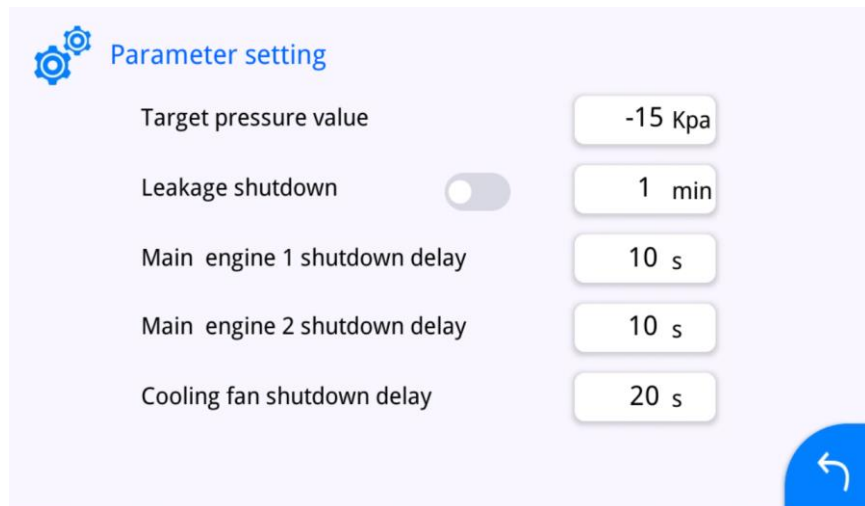 Parameter setting
Target pressure value -15 Kpa
Leakage shutdown 1 min
Main engine 1 shutdown delay 10 s
Main engine 2 shutdown delay 10 s
Cooling fan shutdown delay 20 s